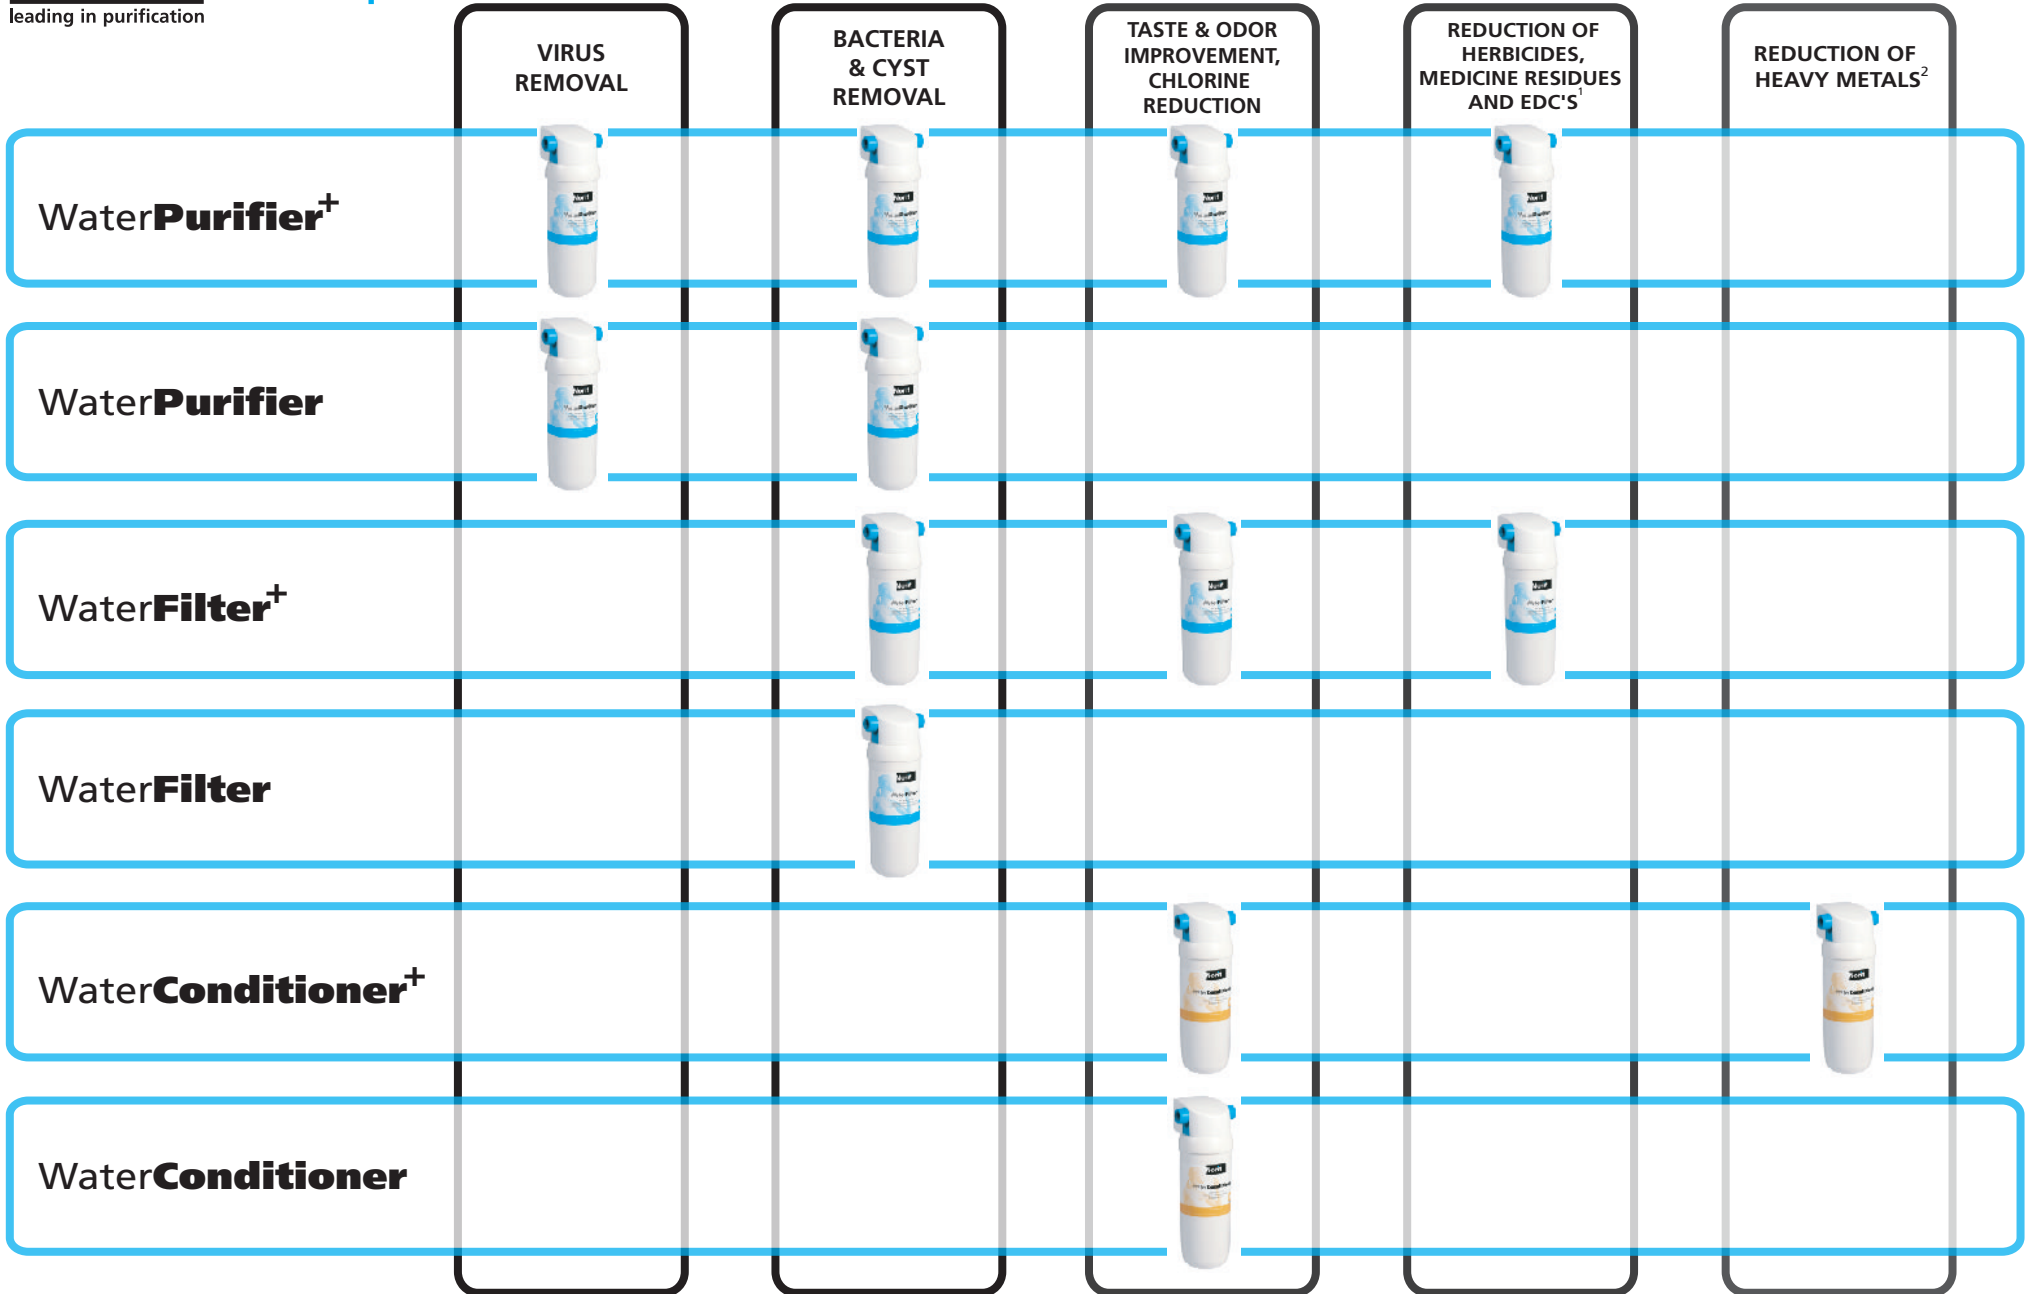 leading in purification
VIRUS
REMOVAL
BACTERIA
& CYST
REMOVAL
TASTE & ODOR
IMPROVEMENT,
CHLORINE
REDUCTION
REDUCTION OF
HERBICIDES,
MEDICINE RESIDUES
AND EDC'S¹
REDUCTION OF
HEAVY METALS²
WaterPurifier⁺
WaterPurifier
WaterFilter⁺
WaterFilter
WaterConditioner⁺
WaterConditioner